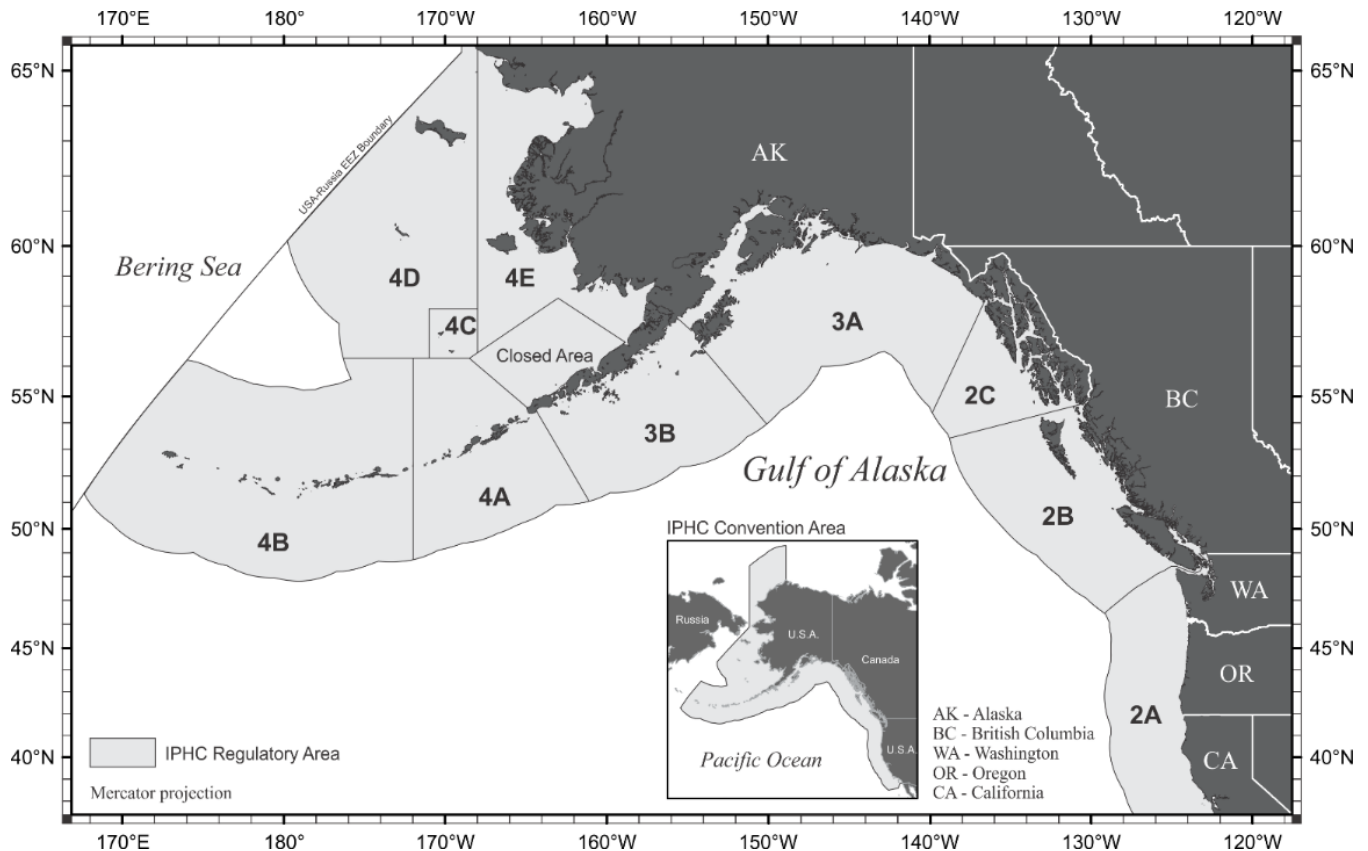 170°E 180° 170°W 160°W 150°W 140°W 130°W 120°W
65°N 65°N
USA-Russia EEZ Boundary
AK
60°N 60°N
Bering Sea
4D 4E
4C
3A
Closed Area
55°N 2C BC 55°N
3B
Gulf of Alaska
4A
2B
50°N 50°N
4B
IPHC Convention Area
WA
Russia U.S.A.
Canada
45°N 45°N
OR
2A
AK - Alaska
BC - British Columbia
U.S.A.
WA - Washington
IPHC Regulatory Area
Pacific Ocean
40°N CA 40°N
OR - Oregon
Mercator projection
CA - California
170°E 180° 170°W 160°W 150°W 140°W 130°W 120°W